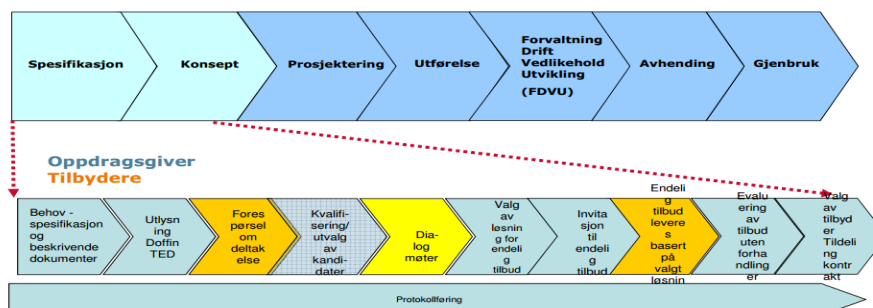 Spesifikasjon
Konsept
Prosjektering
Utførelse
Forvaltning
Drift
Vedlikehold
Utvikling
(FDVU)
Avhending
Gjenbruk
Oppdragsgiver
Tilbydere
Behov -
spesifikasjon
og
beskrivende
dokumenter
Utlysn
ing
Doffin
TED
Fores
pørsel
om
deltak
else
Kvalifi-
sering/
utvalg
av
kandi-
dater
Dia-
log
møter
Valg
av
løsnin
g for
endeli
g
tilbud
Invita
sjon til
endeli
g
tilbud
Endeli
g
tilbud
levere
s
basert
på
valgt
løsnin
Evalu
ering
av
tilbud
uten
forha
ndling
er
Valg
av
tilbyd
er
Tildeli
ng
kontr
akt
Protokollføring